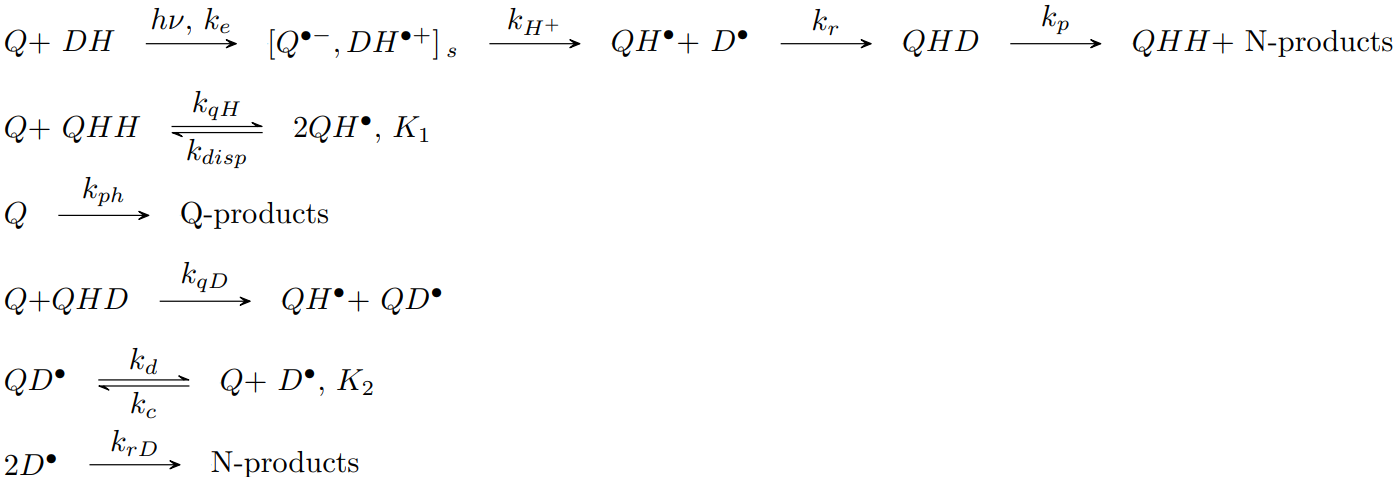 Q+ DH hν, k_e → [Q^{•−}, DH^{•+}]_s k_{H^+} → QH^•+ D^• k_r → QHD k_p → QHH+ N-products
Q+ QHH k_{qH} ⇌ k_{disp} 2QH^•, K_1
Q k_{ph} → Q-products
Q+QHD k_{qD} → QH^•+ QD^•
QD^• k_d ⇌ k_c Q+ D^•, K_2
2D^• k_{rD} → N-products